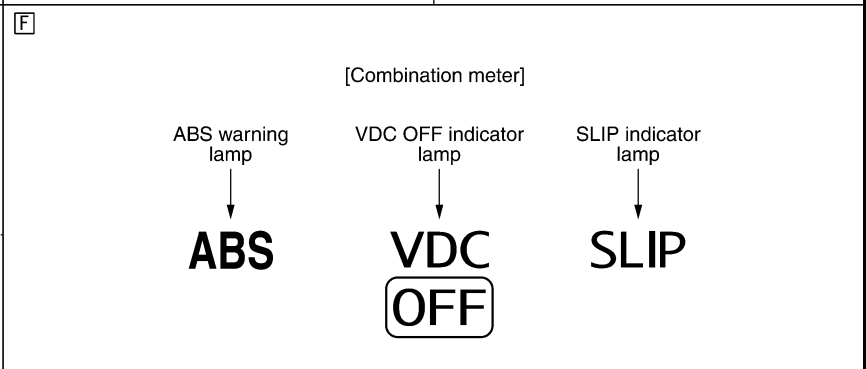 F
[Combination meter]
ABS warning
lamp
VDC OFF indicator
lamp
SLIP indicator
lamp
ABS
VDC
OFF
SLIP